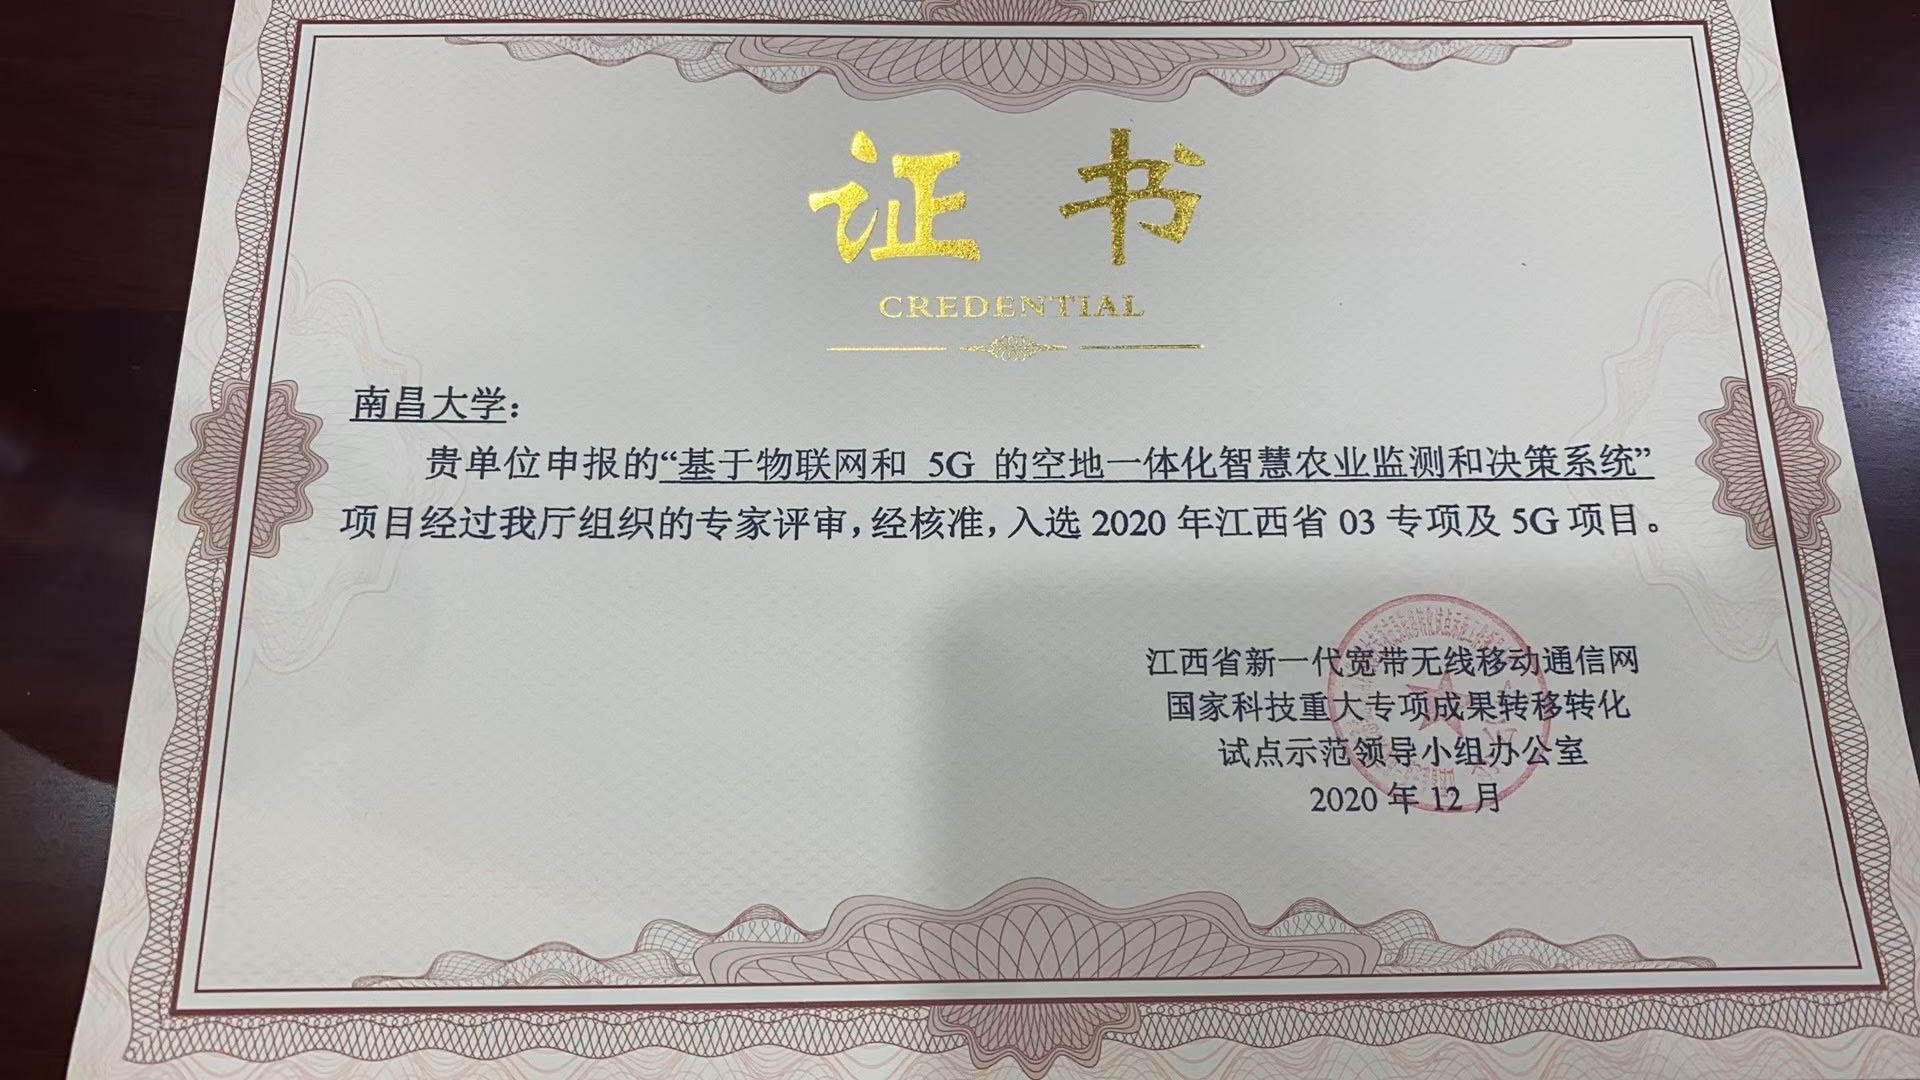 证书
CREDENTIAL
南昌大学：
贵单位申报的“基于物联网和 5G 的空地一体化智慧农业监测和决策系统”
项目经过我厅组织的专家评审，经核准，入选 2020 年江西省 03 专项及 5G 项目。
江西省新一代宽带无线移动通信网
国家科技重大专项成果转移转化
试点示范领导小组办公室
2020 年 12 月